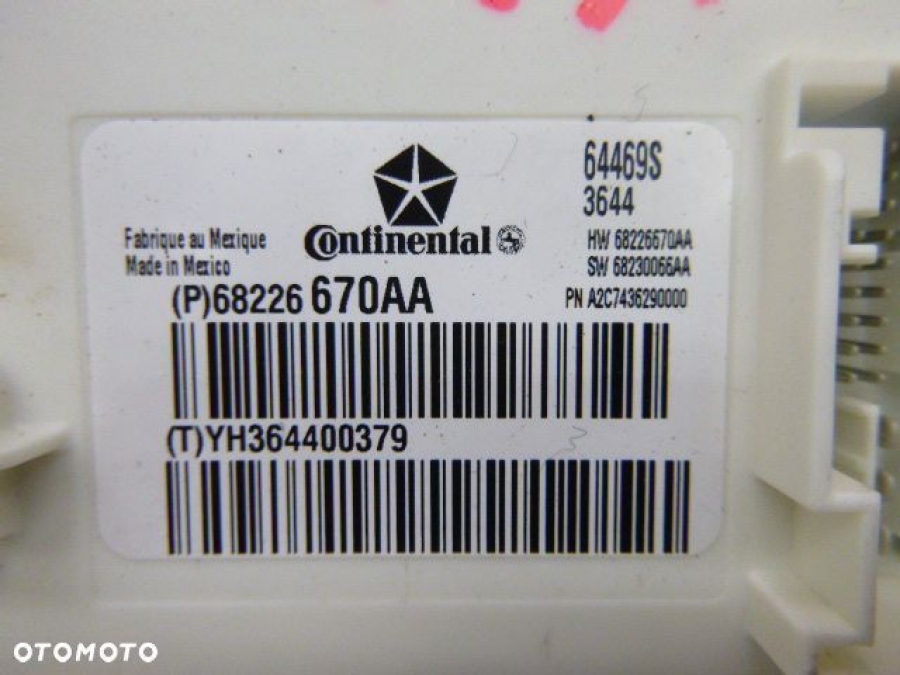 64469S
3644
Fabrique au Mexique
Made in Mexico
Continental
HW 68226670AA
SW 68230066AA
(P)68226 670AA
PN A2C7436290000
(T)YH364400379
OTOMOTO